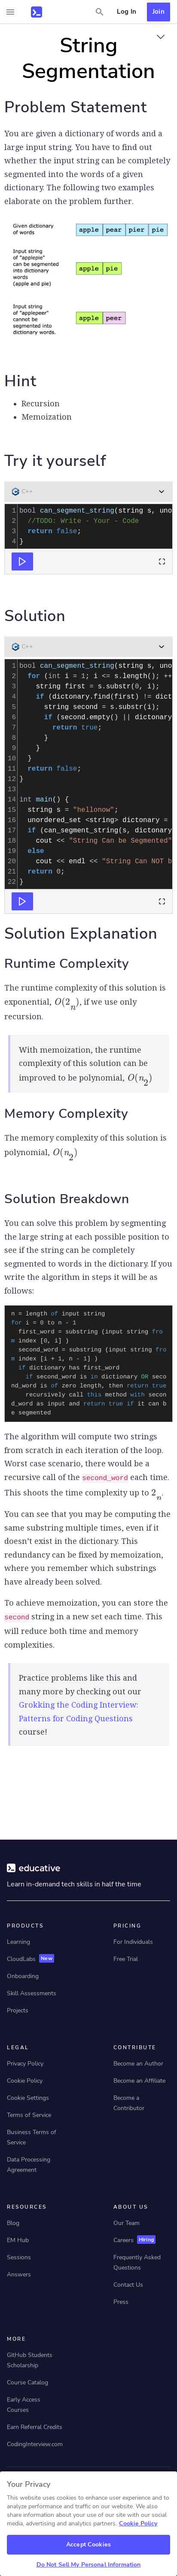 Log In
Join
String
Segmentation
Problem Statement
You are given a dictionary of words and a
large input string. You have to find out
whether the input string can be completely
segmented into the words of a given
dictionary. The following two examples
elaborate on the problem further.
Given dictionary
of words
apple pear pier pie
Input string
of "applepie"
can be segmented
into dictionary
words
(apple and pie)
apple pie
Input string
of "applepeer"
cannot be
segmented into
dictionary words.
apple peer
Hint
• Recursion
• Memoization
Try it yourself
C++
1 bool can_segment_string(string s, uno
2 //TODO: Write - Your - Code
3 return false;
4 }
Solution
C++
1 bool can_segment_string(string s, uno
2 for (int i = 1; i <= s.length(); ++
3 string first = s.substr(0, i);
4 if (dictionary.find(first) != dict
5 string second = s.substr(i);
6 if (second.empty() || dictionary
7 return true;
8 }
9 }
10 }
11 return false;
12 }
13
14 int main() {
15 string s = "hellonow";
16 unordered_set <string> dictionary =
17 if (can_segment_string(s, dictionary
18 cout << "String Can be Segmented"
19 else
20 cout << endl << "String Can NOT b
21 return 0;
22 }
Solution Explanation
Runtime Complexity
The runtime complexity of this solution is
exponential, O(2n), if we use only
recursion.
With memoization, the runtime
complexity of this solution can be
improved to be polynomial, O(n2)
Memory Complexity
The memory complexity of this solution is
polynomial, O(n2)
Solution Breakdown
You can solve this problem by segmenting
the large string at each possible position to
see if the string can be completely
segmented to words in the dictionary. If you
write the algorithm in steps it will be as
follows:
n = length of input string
for i = 0 to n - 1
first_word = substring (input string fro
m index [0, i] )
second_word = substring (input string fro
m index [i + 1, n - 1] )
if dictionary has first_word
if second_word is in dictionary OR seco
nd_word is of zero length, then return true
recursively call this method with secon
d_word as input and return true if it can b
e segmented
The algorithm will compute two strings
from scratch in each iteration of the loop.
Worst case scenario, there would be a
recursive call of the second_word each time.
This shoots the time complexity up to 2n.
You can see that you may be computing the
same substring multiple times, even if it
doesn't exist in the dictionary. This
redundancy can be fixed by memoization,
where you remember which substrings
have already been solved.
To achieve memoization, you can store the
second string in a new set each time. This
will reduce both time and memory
complexities.
Practice problems like this and
many more by checking out our
Grokking the Coding Interview:
Patterns for Coding Questions
course!
educative
Learn in-demand tech skills in half the time
PRODUCTS
Learning
CloudLabs New
Onboarding
Skill Assessments
Projects
PRICING
For Individuals
Free Trial
LEGAL
Privacy Policy
Cookie Policy
Cookie Settings
Terms of Service
Business Terms of
Service
Data Processing
Agreement
CONTRIBUTE
Become an Author
Become an Affiliate
Become a
Contributor
RESOURCES
Blog
EM Hub
Sessions
Answers
ABOUT US
Our Team
Careers Hiring
Frequently Asked
Questions
Contact Us
Press
MORE
GitHub Students
Scholarship
Course Catalog
Early Access
Courses
Earn Referral Credits
CodingInterview.com
Your Privacy
This website uses cookies to enhance user experience and to
analyze performance and traffic on our website. We also
share information about your use of our site with our social
media, advertising and analytics partners. Cookie Policy
Accept Cookies
Do Not Sell My Personal Information